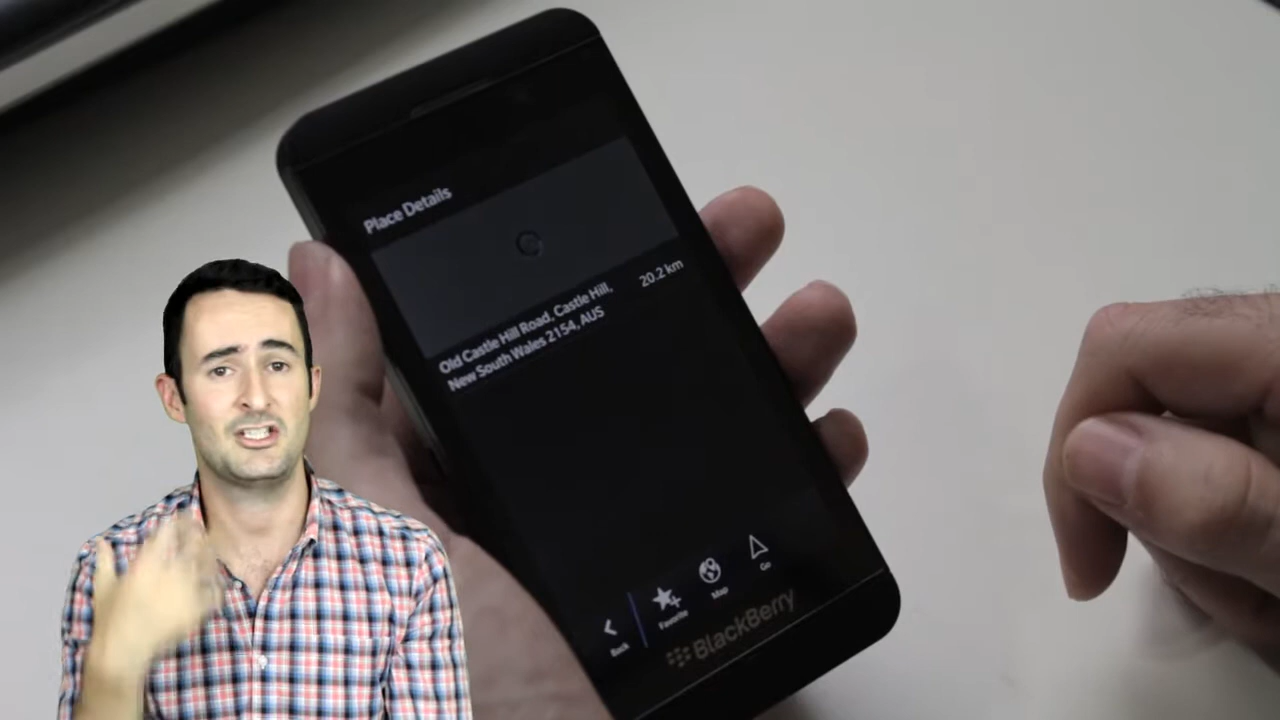 Place Details
20.2 km
Old Castle Hill Road, Castle Hill,
New South Wales 2154, AUS
Back
Favorite
Map
Go
BlackBerry